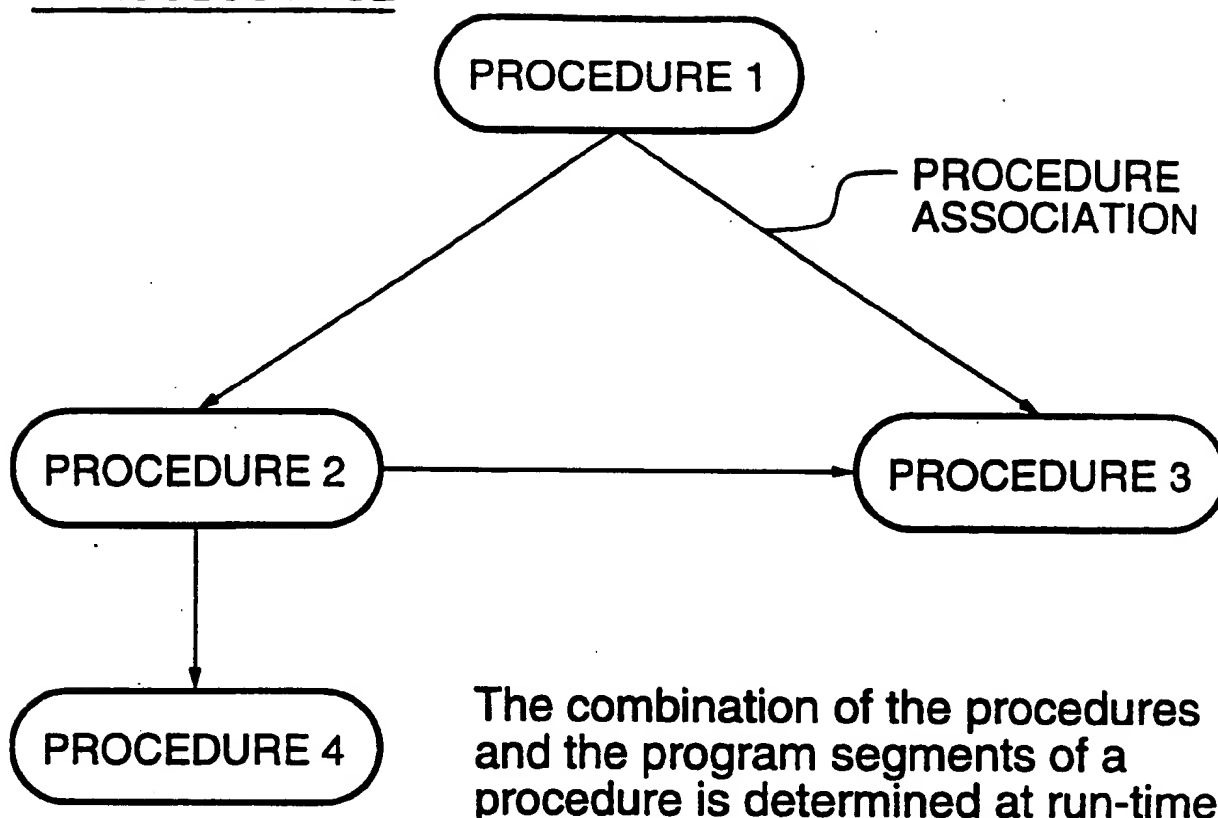 PROCEDURE 1
PROCEDURE
ASSOCIATION
PROCEDURE 2
PROCEDURE 3
PROCEDURE 4
The combination of the procedures
and the program segments of a
procedure is determined at run-time